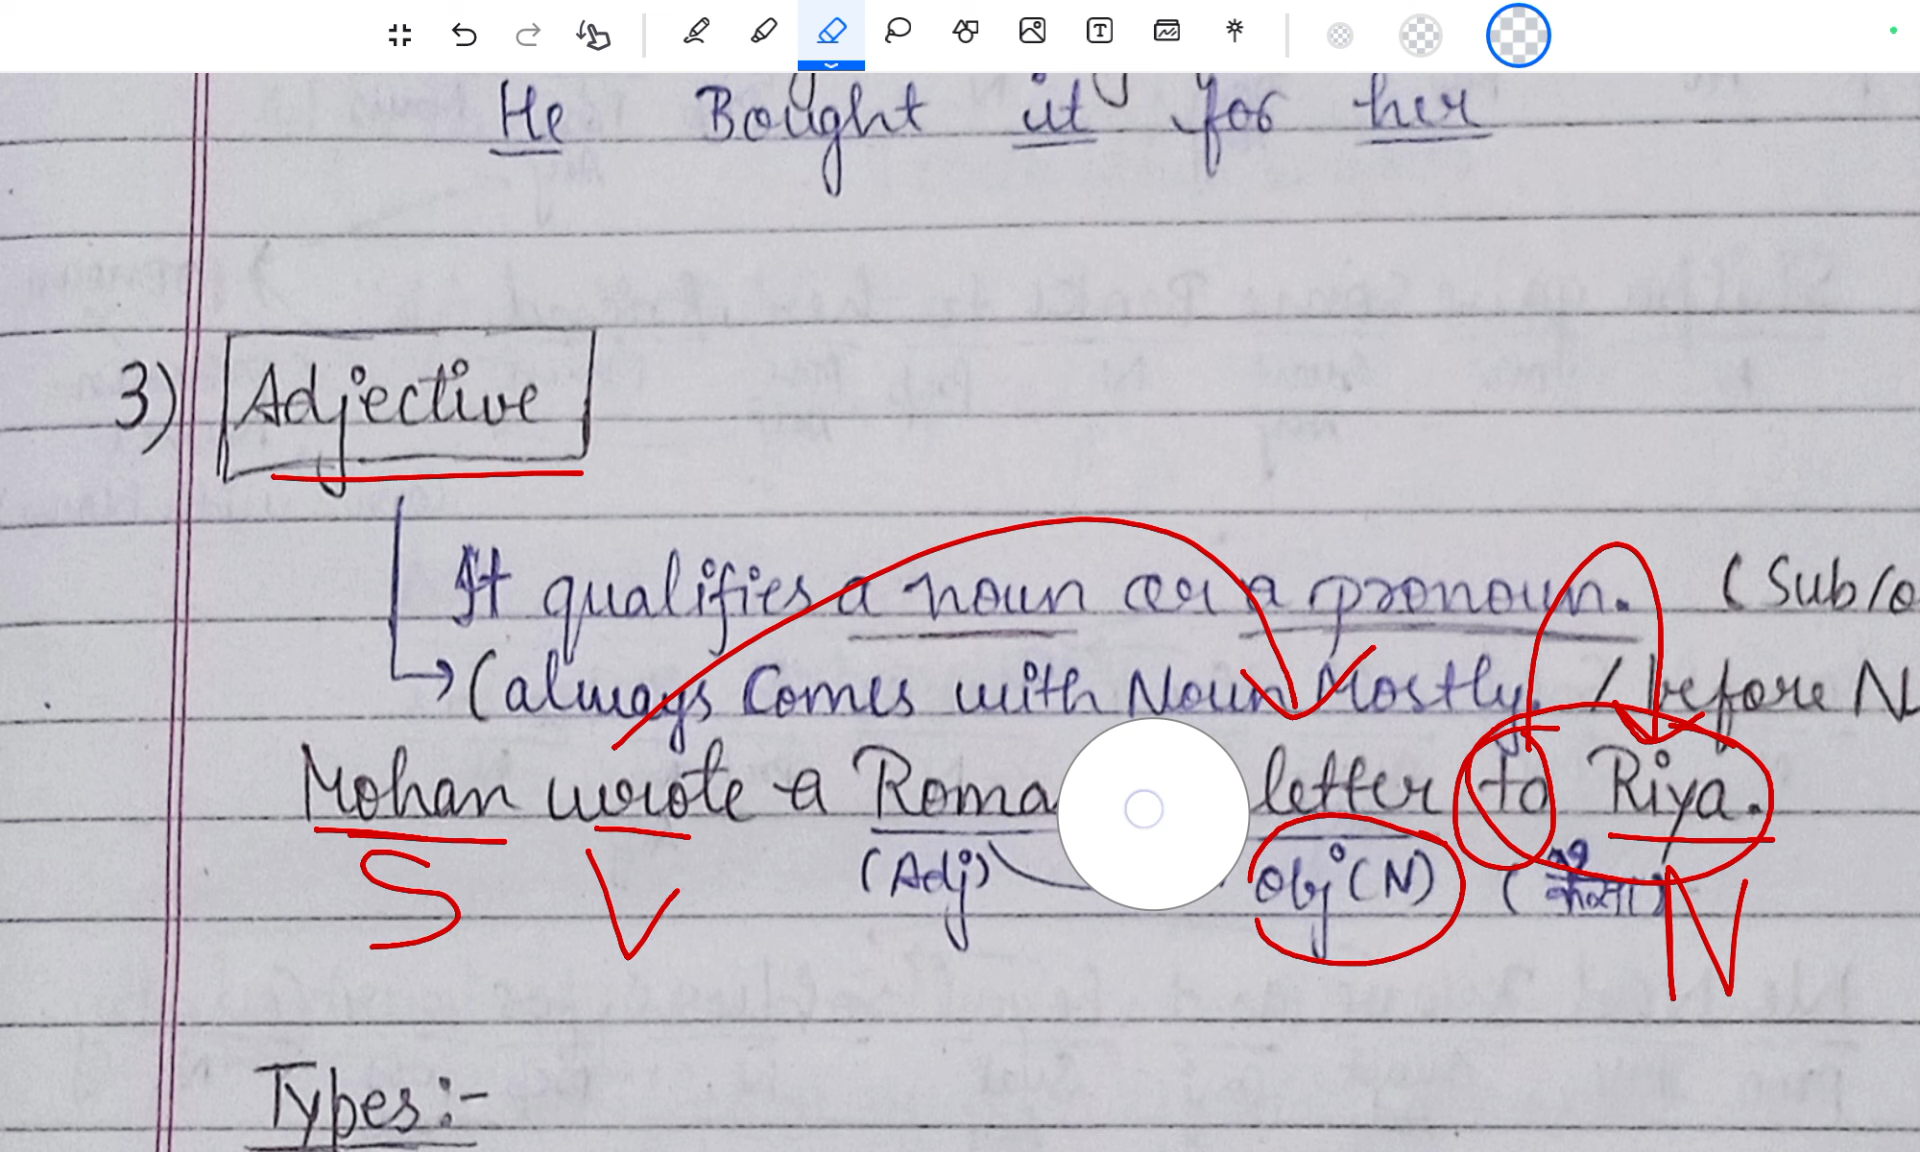 He Bought it for her
3) Adjective
It qualifies a noun or a pronoun. (Sub/o
(always comes with Noun Mostly. / before N
Mohan wrote a Roma letter to Riya.
(Adj) obj (N) (
S V N
Types:-